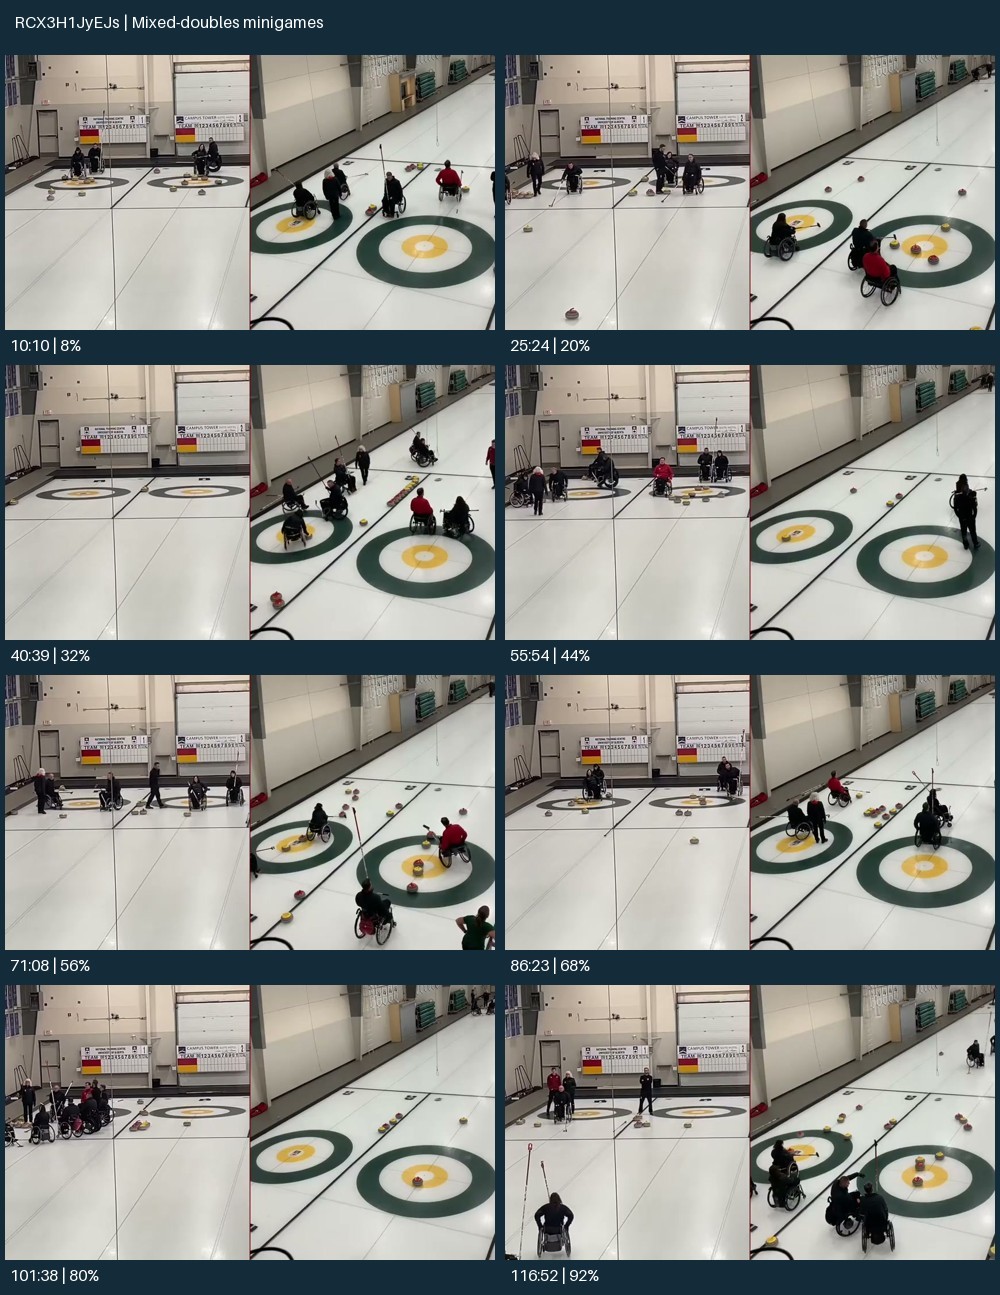 RCX3H1JyEJs | Mixed-doubles minigames
10:10 | 8%
25:24 | 20%
40:39 | 32%
55:54 | 44%
71:08 | 56%
86:23 | 68%
101:38 | 80%
116:52 | 92%